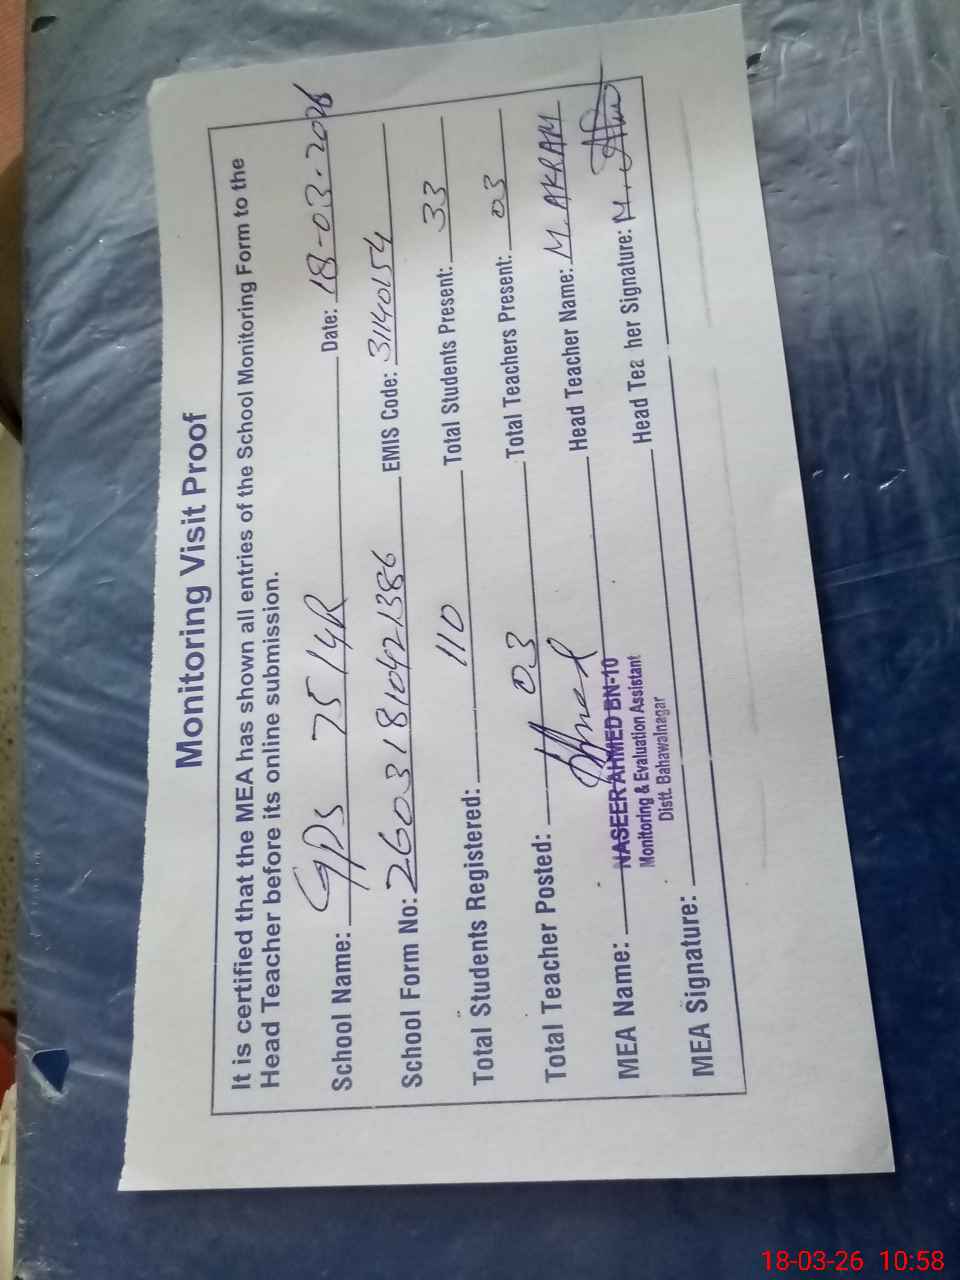 Monitoring Visit Proof
It is certified that the MEA has shown all entries of the School Monitoring Form to the
Head Teacher before its online submission.
School Name: GPS 75/4R Date: 18-03-2026
School Form No: 26031810421386 EMIS Code: 31140154
Total Students Registered: 110 Total Students Present: 33
Total Teacher Posted: 03 Total Teachers Present: 03
MEA Name: NASEER AHMED BN-10 Head Teacher Name: M. AKRAM
Monitoring & Evaluation Assistant
Distt. Bahawalnagar
MEA Signature: Head Tea her Signature: M.
18-03-26 10:58